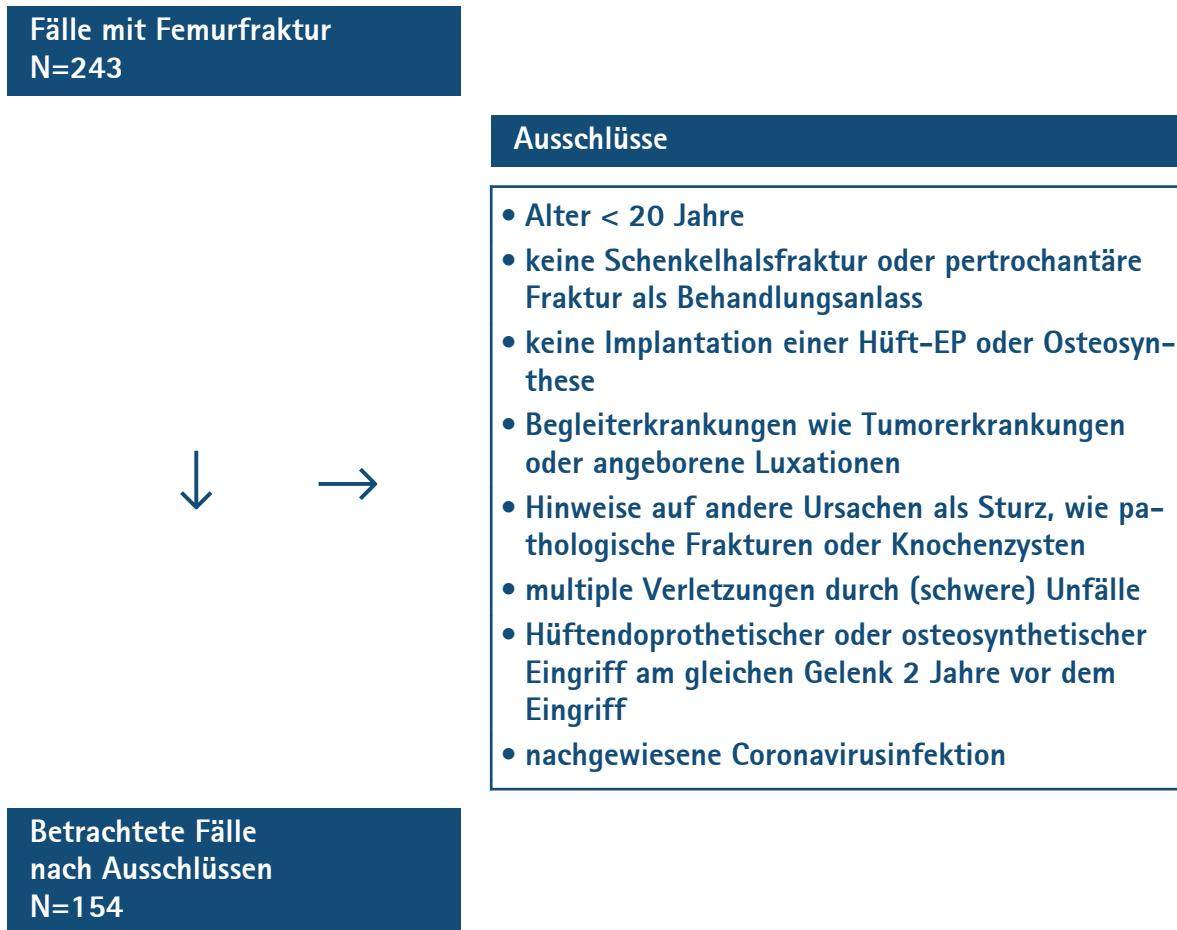 Fälle mit Femurfraktur
N=243
Ausschlüsse
• Alter < 20 Jahre
• keine Schenkelhalsfraktur oder pertrochantäre
Fraktur als Behandlungsanlass
• keine Implantation einer Hüft-EP oder Osteosyn-
these
• Begleiterkrankungen wie Tumorerkrankungen
oder angeborene Luxationen
• Hinweise auf andere Ursachen als Sturz, wie pa-
thologische Frakturen oder Knochenzysten
• multiple Verletzungen durch (schwere) Unfälle
• Hüftendoprothetischer oder osteosynthetischer
Eingriff am gleichen Gelenk 2 Jahre vor dem
Eingriff
• nachgewiesene Coronavirusinfektion
Betrachtete Fälle
nach Ausschlüssen
N=154